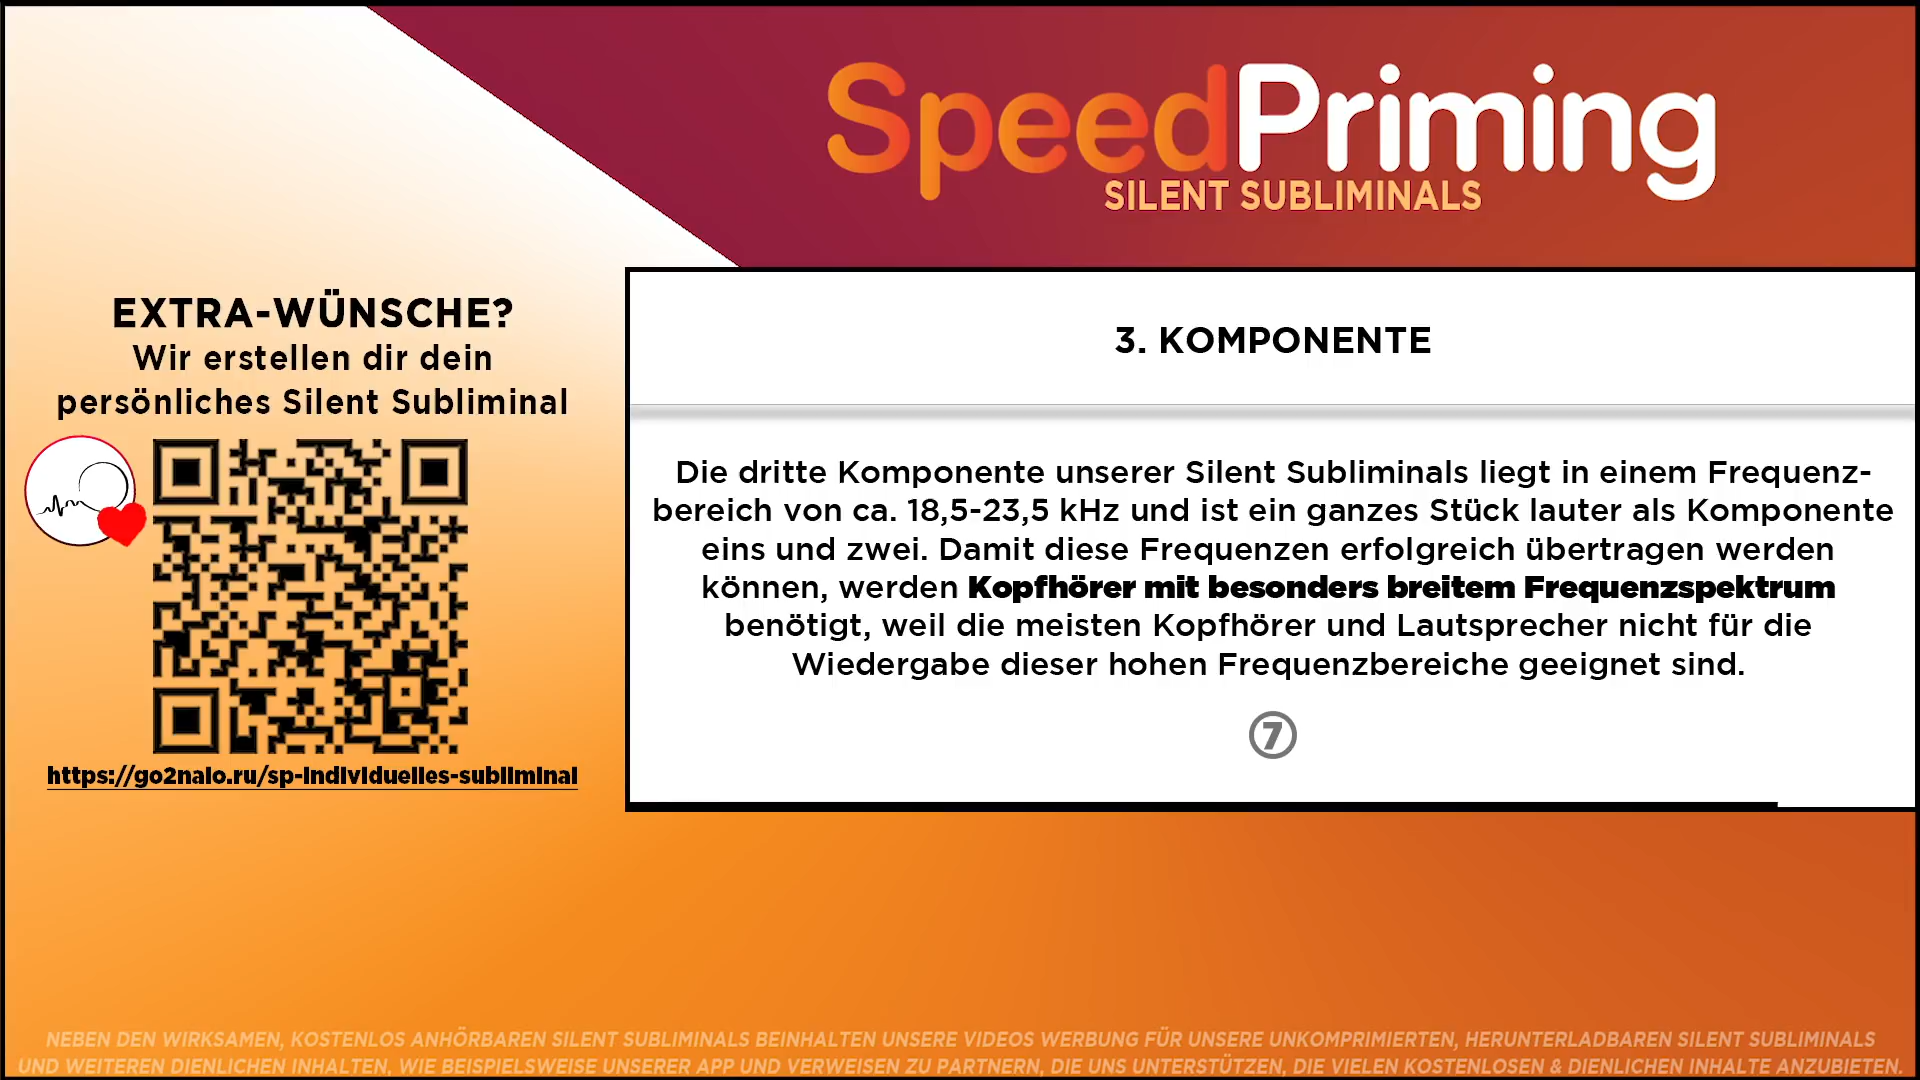 SpeedPriming
SILENT SUBLIMINALS
EXTRA-WÜNSCHE?
Wir erstellen dir dein
persönliches Silent Subliminal
https://go2nalo.ru/sp-individuelles-subliminal
3. KOMPONENTE
Die dritte Komponente unserer Silent Subliminals liegt in einem Frequenz-
bereich von ca. 18,5-23,5 kHz und ist ein ganzes Stück lauter als Komponente
eins und zwei. Damit diese Frequenzen erfolgreich übertragen werden
können, werden Kopfhörer mit besonders breitem Frequenzspektrum
benötigt, weil die meisten Kopfhörer und Lautsprecher nicht für die
Wiedergabe dieser hohen Frequenzbereiche geeignet sind.
7
NEBEN DEN WIRKSAMEN, KOSTENLOS ANHÖRBAREN SILENT SUBLIMINALS BEINHALTEN UNSERE VIDEOS WERBUNG FÜR UNSERE UNKOMPRIMIERTEN, HERUNTERLADBAREN SILENT SUBLIMINALS
UND WEITEREN DIENLICHEN INHALTEN, WIE BEISPIELSWEISE UNSERER APP UND VERWEISEN ZU PARTNERN, DIE UNS UNTERSTÜTZEN, DIE VIELEN KOSTENLOSEN & DIENLICHEN INHALTE ANZUBIETEN.